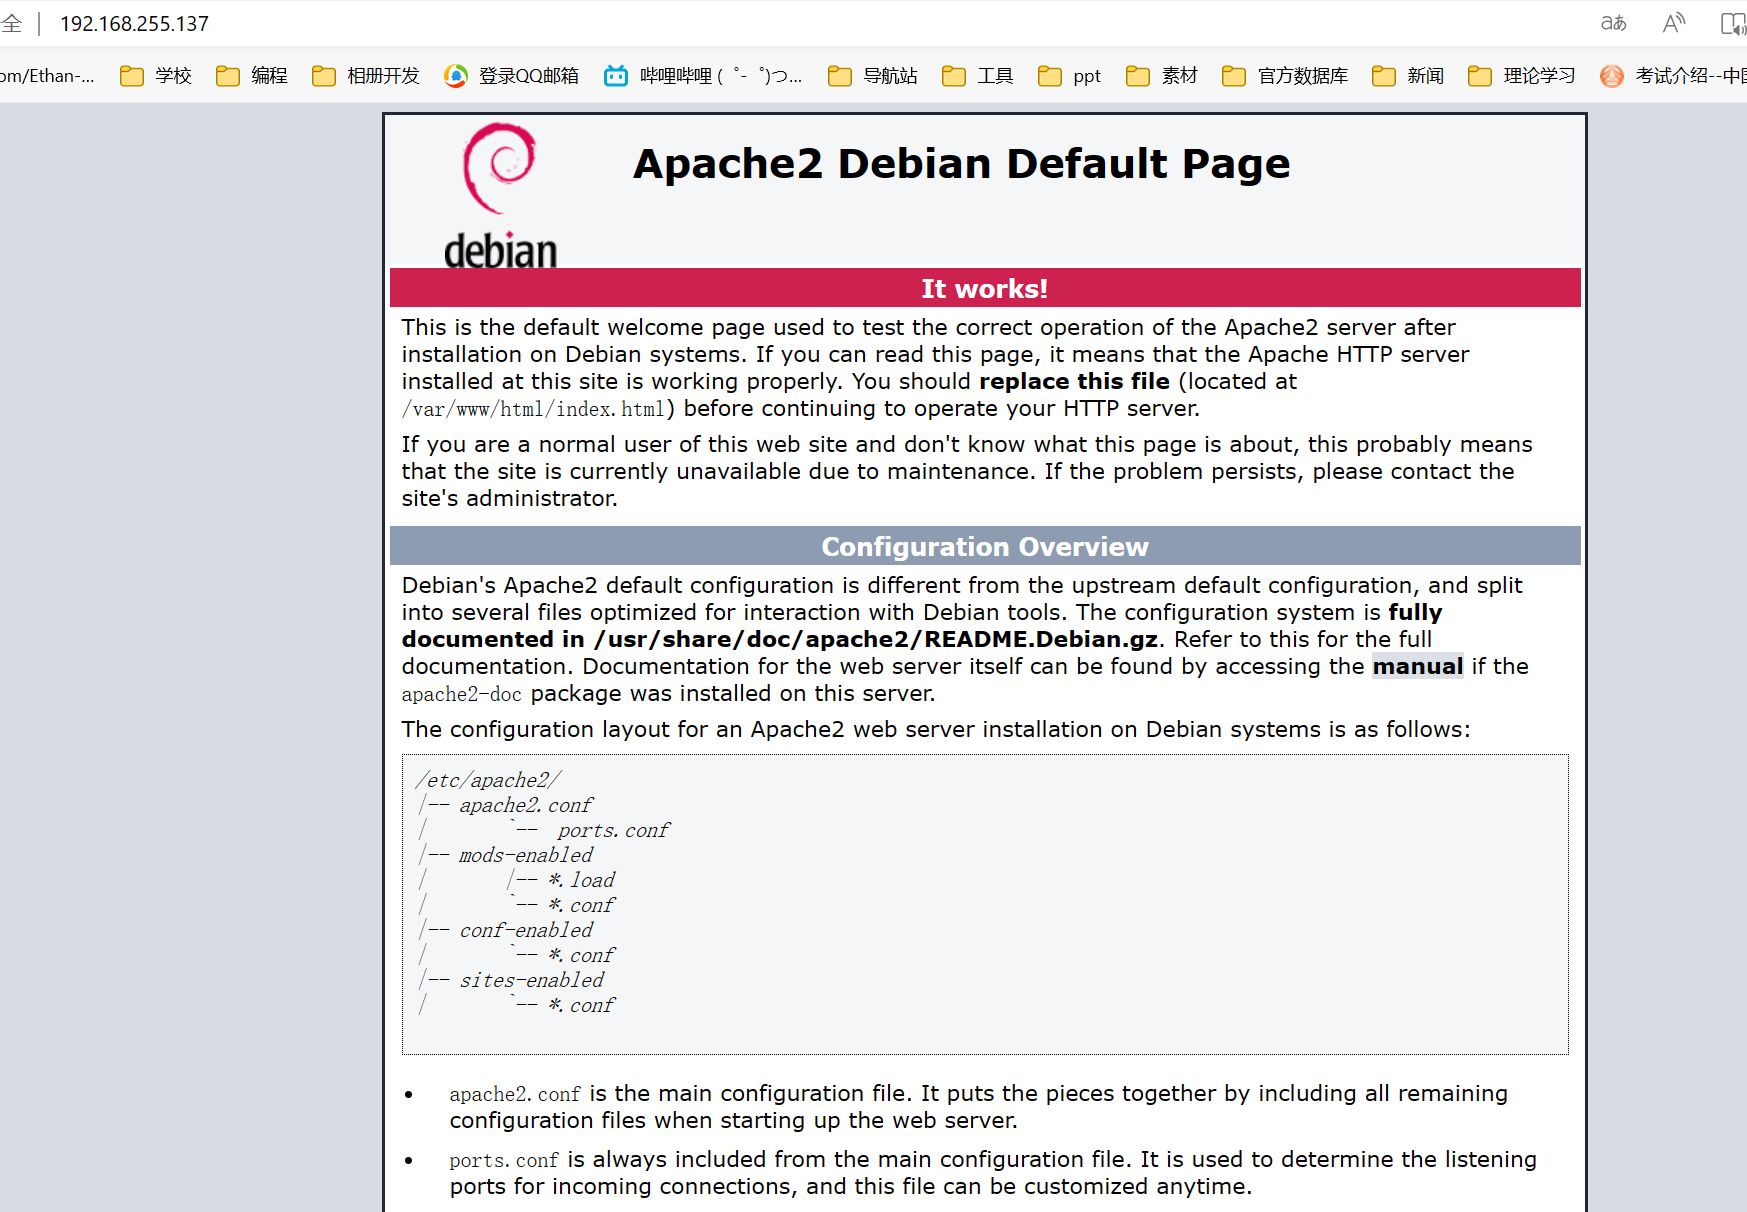 全 | 192.168.255.137 aあ A
om/Ethan-... 学校 编程 相册开发 登录QQ邮箱 哔哩哔哩 ( ゜- ゜)つ... 导航站 工具 ppt 素材 官方数据库 新闻 理论学习 考试介绍--中国
debian
Apache2 Debian Default Page
It works!
This is the default welcome page used to test the correct operation of the Apache2 server after
installation on Debian systems. If you can read this page, it means that the Apache HTTP server
installed at this site is working properly. You should replace this file (located at
/var/www/html/index.html) before continuing to operate your HTTP server.
If you are a normal user of this web site and don't know what this page is about, this probably means
that the site is currently unavailable due to maintenance. If the problem persists, please contact the
site's administrator.
Configuration Overview
Debian's Apache2 default configuration is different from the upstream default configuration, and split
into several files optimized for interaction with Debian tools. The configuration system is fully
documented in /usr/share/doc/apache2/README.Debian.gz. Refer to this for the full
documentation. Documentation for the web server itself can be found by accessing the manual if the
apache2-doc package was installed on this server.
The configuration layout for an Apache2 web server installation on Debian systems is as follows:
/etc/apache2/
|-- apache2.conf
|       `--  ports.conf
|-- mods-enabled
|       |-- *.load
|       `-- *.conf
|-- conf-enabled
|       `-- *.conf
|-- sites-enabled
|       `-- *.conf
• apache2.conf is the main configuration file. It puts the pieces together by including all remaining
configuration files when starting up the web server.
• ports.conf is always included from the main configuration file. It is used to determine the listening
ports for incoming connections, and this file can be customized anytime.